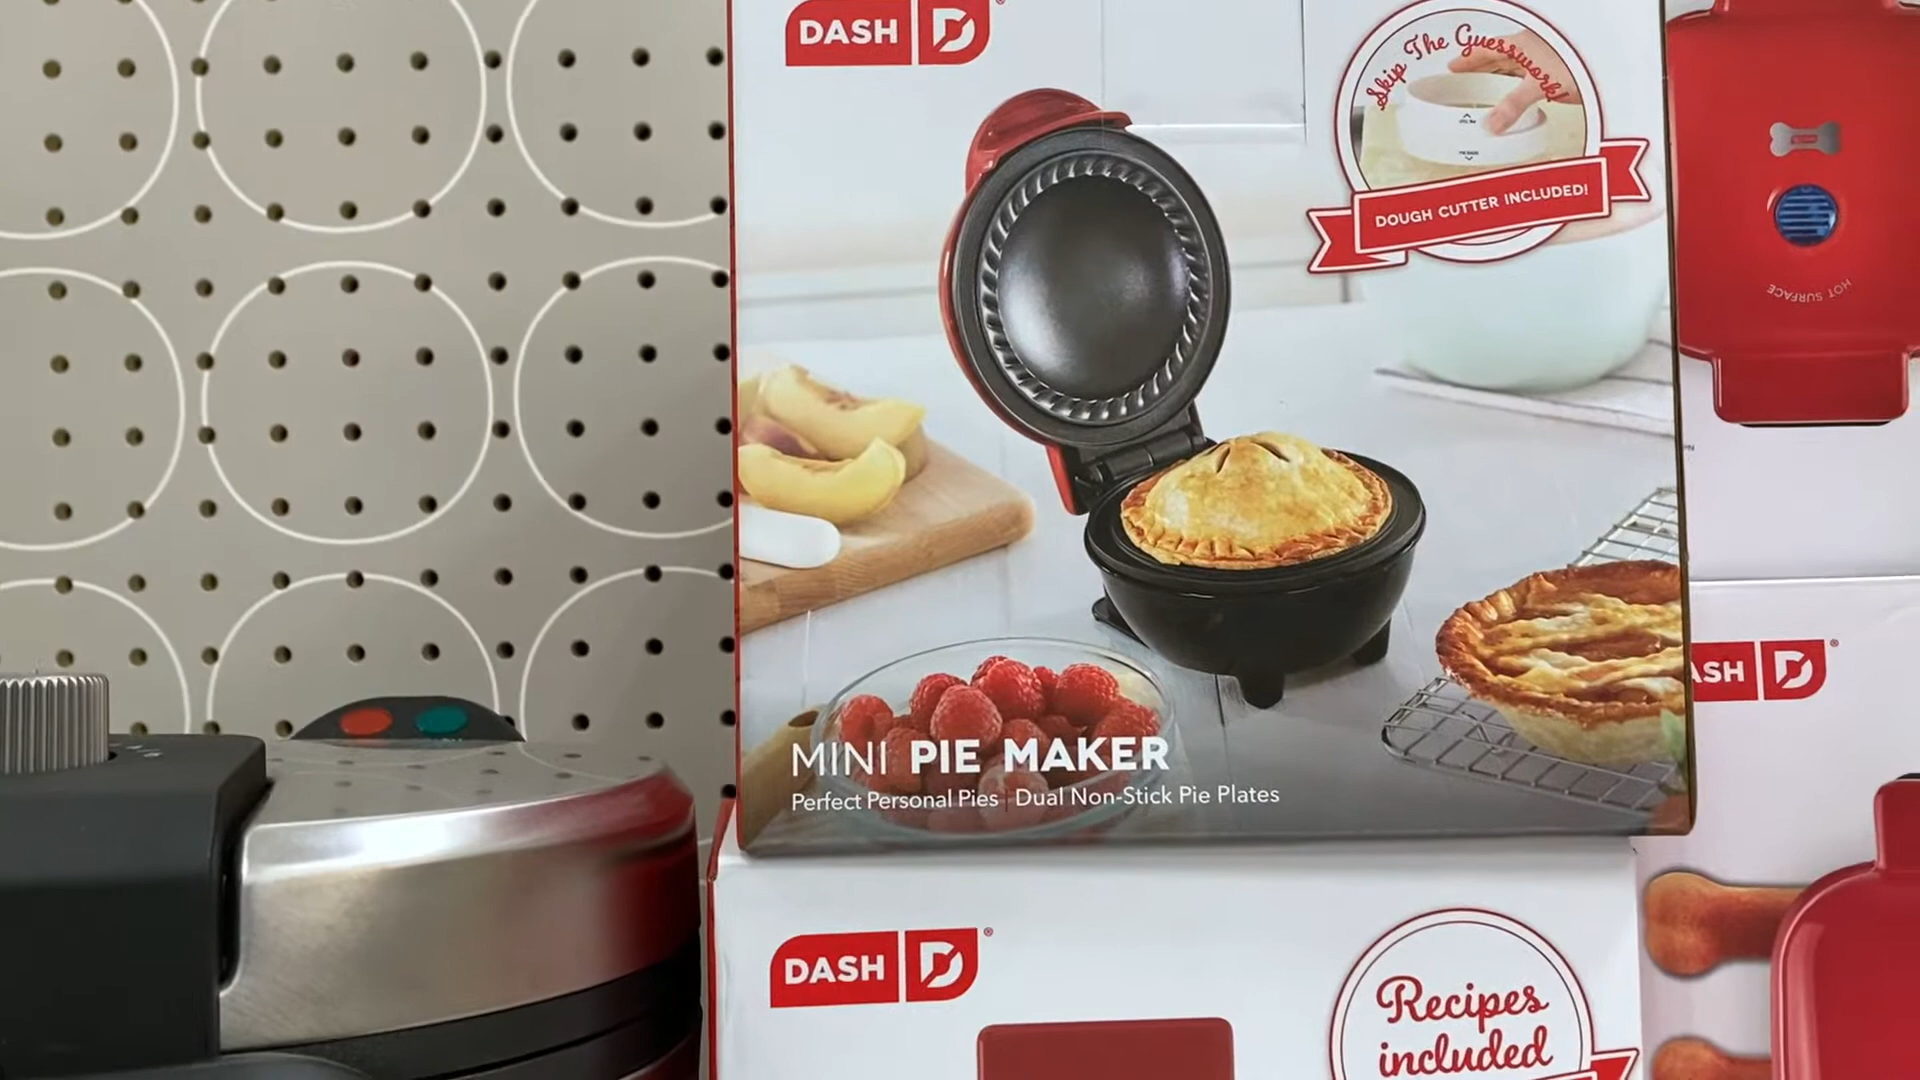 DASH D
Skip The Guesswork!
DOUGH CUTTER INCLUDED!
HOT SURFACE
MINI PIE MAKER
Perfect Personal Pies | Dual Non-Stick Pie Plates
ASH D
DASH D
Recipes
included